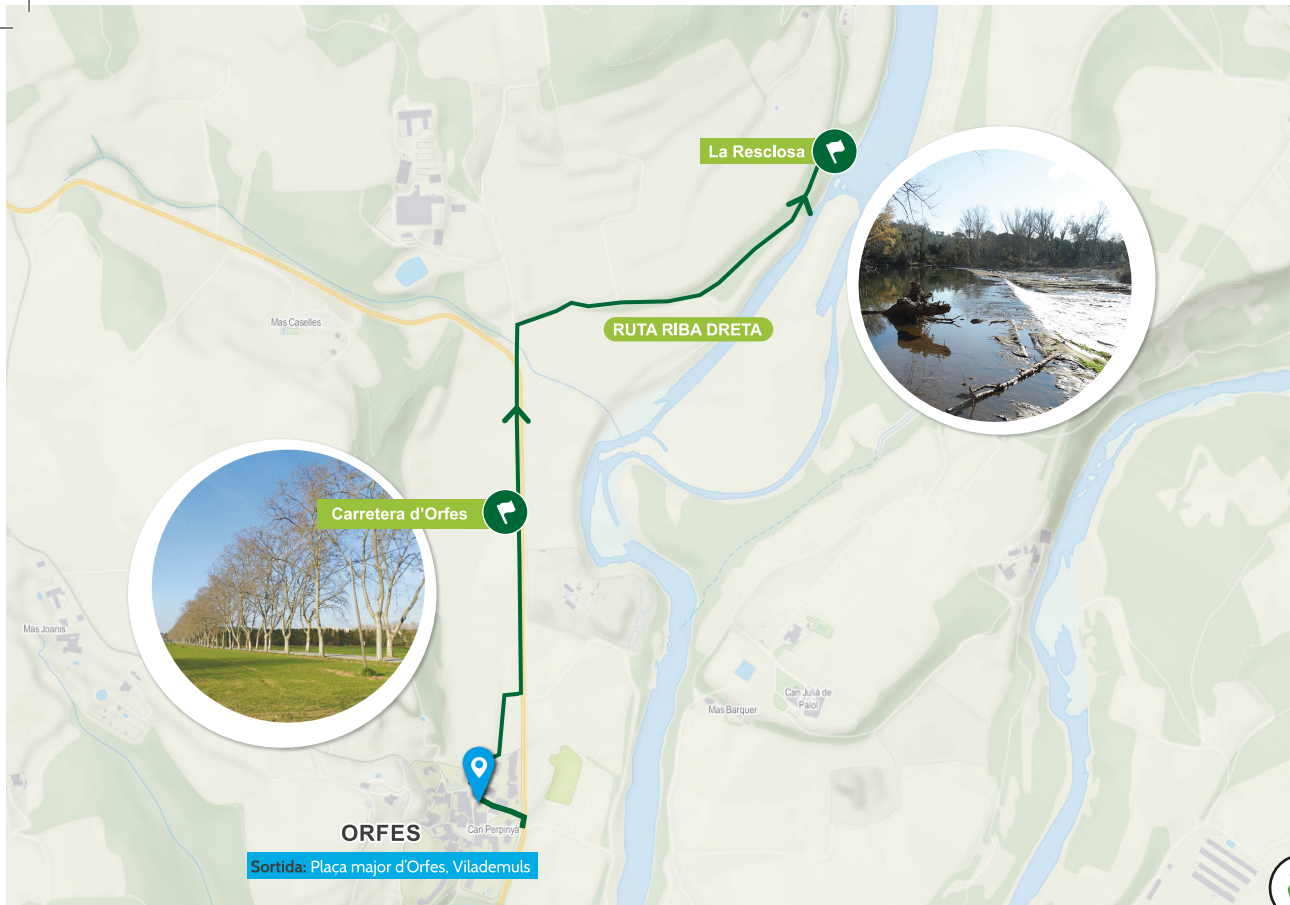 La Resclosa
Mas Caselles
RUTA RIBA DRETA
Carretera d'Orfes
Mas Joanis
Can Julià de
Paiol
Mas Barquer
Can Perpinyà
ORFES
Sortida: Plaça major d'Orfes, Vilademuls